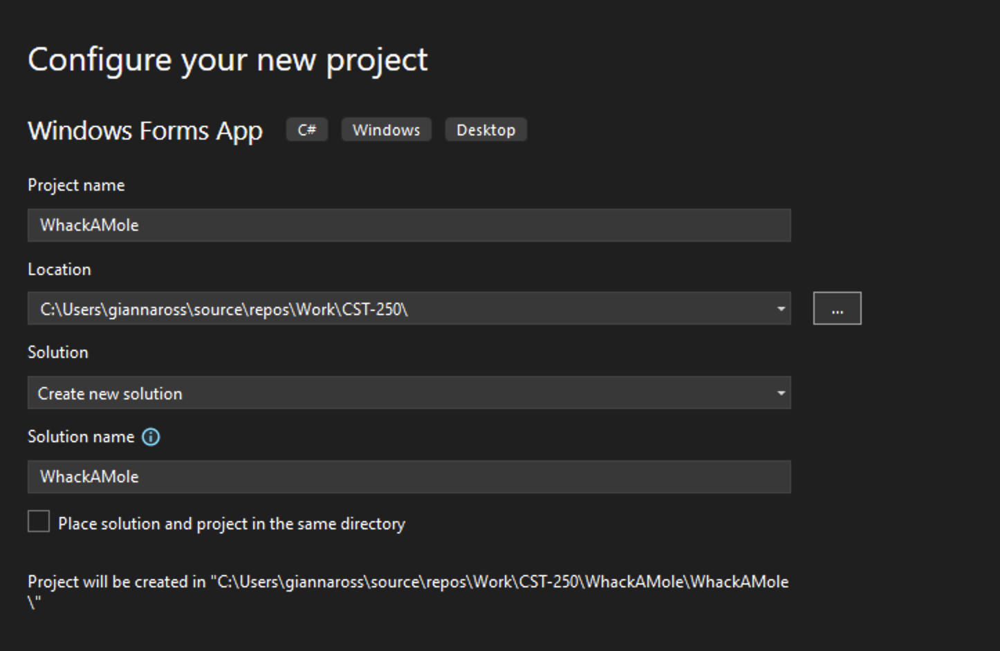 Configure your new project
Windows Forms App C# Windows Desktop
Project name
WhackAMole
Location
C:\Users\giannaross\source\repos\Work\CST-250\
...
Solution
Create new solution
Solution name
WhackAMole
Place solution and project in the same directory
Project will be created in "C:\Users\giannaross\source\repos\Work\CST-250\WhackAMole\WhackAMole
\"